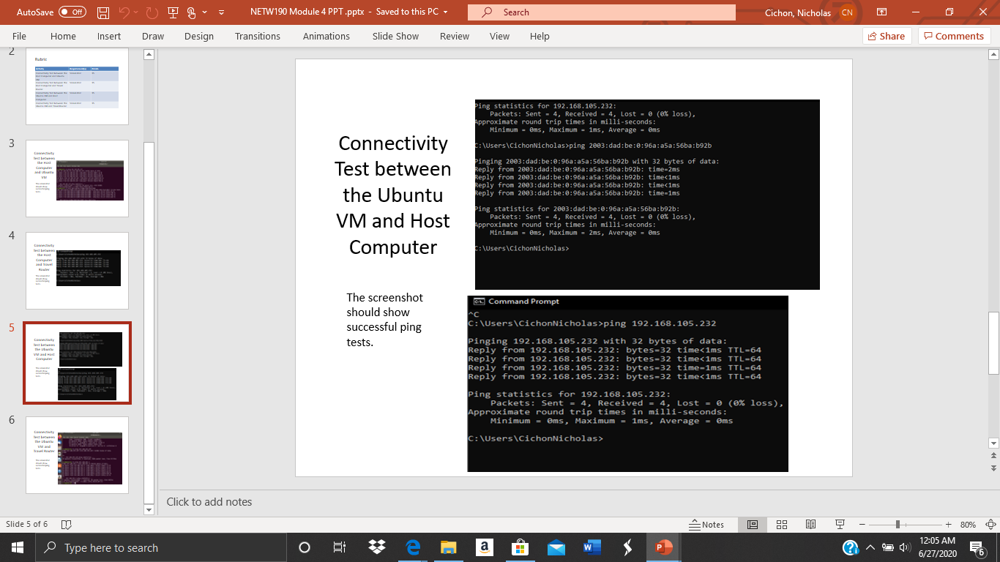 AutoSave Off NETW190 Module 4 PPT .pptx - Saved to this PC Search Cichon, Nicholas CN
File Home Insert Draw Design Transitions Animations Slide Show Review View Help Share Comments
2
Rubric
3
Connectivity
Test between
the Host
Computer
and Ubuntu
VM
4
Connectivity
Test between
the Host
Computer
and Travel
Router
5
Connectivity
Test between
the Ubuntu
VM and Host
Computer
6
Connectivity
Test between
the Ubuntu
VM and
Travel Router
Connectivity
Test between
the Ubuntu
VM and Host
Computer
The screenshot
should show
successful ping
tests.
Ping statistics for 192.168.105.232:
Packets: Sent = 4, Received = 4, Lost = 0 (0% loss),
Approximate round trip times in milli-seconds:
Minimum = 0ms, Maximum = 1ms, Average = 0ms
C:\Users\CichonNicholas>ping 2003:dad:be:0:96a:a5a:56ba:b92b
Pinging 2003:dad:be:0:96a:a5a:56ba:b92b with 32 bytes of data:
Reply from 2003:dad:be:0:96a:a5a:56ba:b92b: time=2ms
Reply from 2003:dad:be:0:96a:a5a:56ba:b92b: time<1ms
Reply from 2003:dad:be:0:96a:a5a:56ba:b92b: time<1ms
Reply from 2003:dad:be:0:96a:a5a:56ba:b92b: time=1ms
Ping statistics for 2003:dad:be:0:96a:a5a:56ba:b92b:
Packets: Sent = 4, Received = 4, Lost = 0 (0% loss),
Approximate round trip times in milli-seconds:
Minimum = 0ms, Maximum = 2ms, Average = 0ms
C:\Users\CichonNicholas>
Command Prompt
^C
C:\Users\CichonNicholas>ping 192.168.105.232
Pinging 192.168.105.232 with 32 bytes of data:
Reply from 192.168.105.232: bytes=32 time<1ms TTL=64
Reply from 192.168.105.232: bytes=32 time<1ms TTL=64
Reply from 192.168.105.232: bytes=32 time=1ms TTL=64
Reply from 192.168.105.232: bytes=32 time<1ms TTL=64
Ping statistics for 192.168.105.232:
Packets: Sent = 4, Received = 4, Lost = 0 (0% loss),
Approximate round trip times in milli-seconds:
Minimum = 0ms, Maximum = 1ms, Average = 0ms
C:\Users\CichonNicholas>
Click to add notes
Slide 5 of 6 Notes 80%
Type here to search
12:05 AM
6/27/2020
6